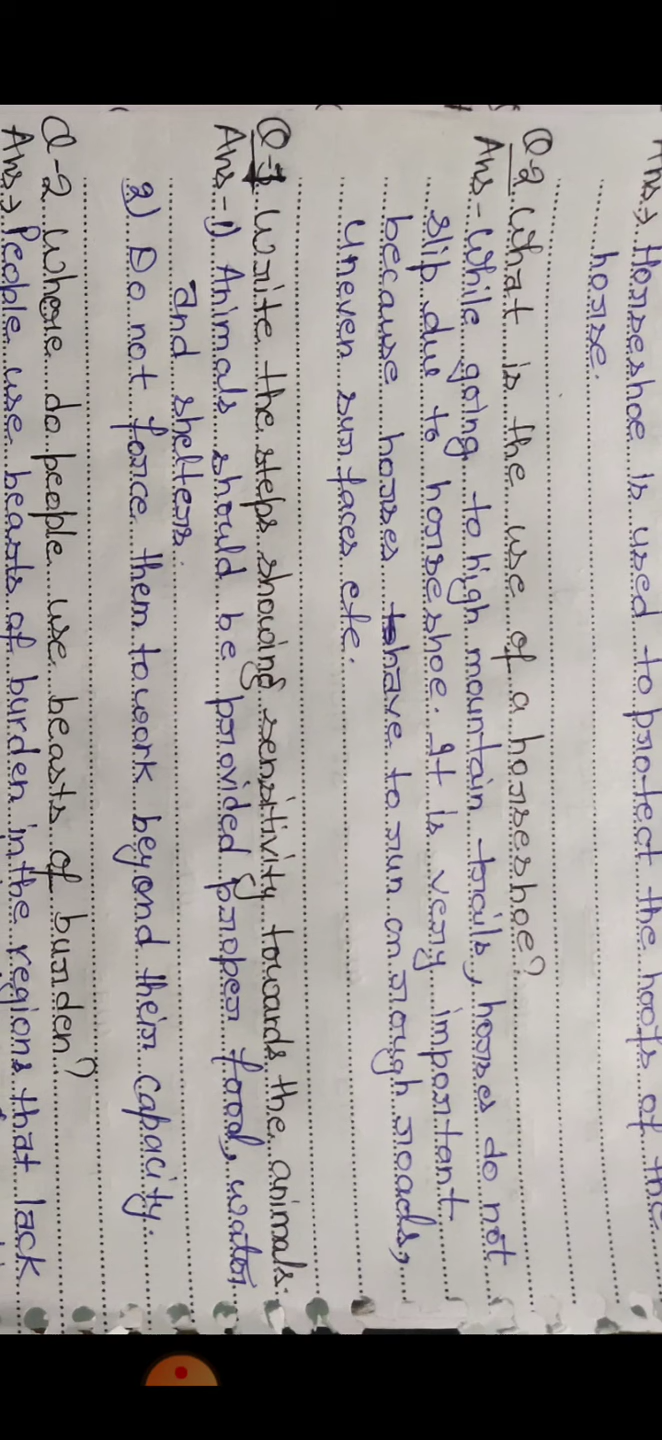 Ans → Horseshoe is used to protect the hoofs of the
horse.
Q-2 What is the use of a horseshoe?
Ans - While going to high mountain trails, horses do not
slip due to horseshoe. It is very important
because horses have to run on rough roads,
uneven surfaces etc.
Q-1 Write the steps showing sensitivity towards the animals.
Ans - 1) Animals should be provided proper food, water
and shelters.
2) Do not force them to work beyond their capacity.
Q-2 Where do people use beasts of burden?
Ans → People use beasts of burden in the regions that lack